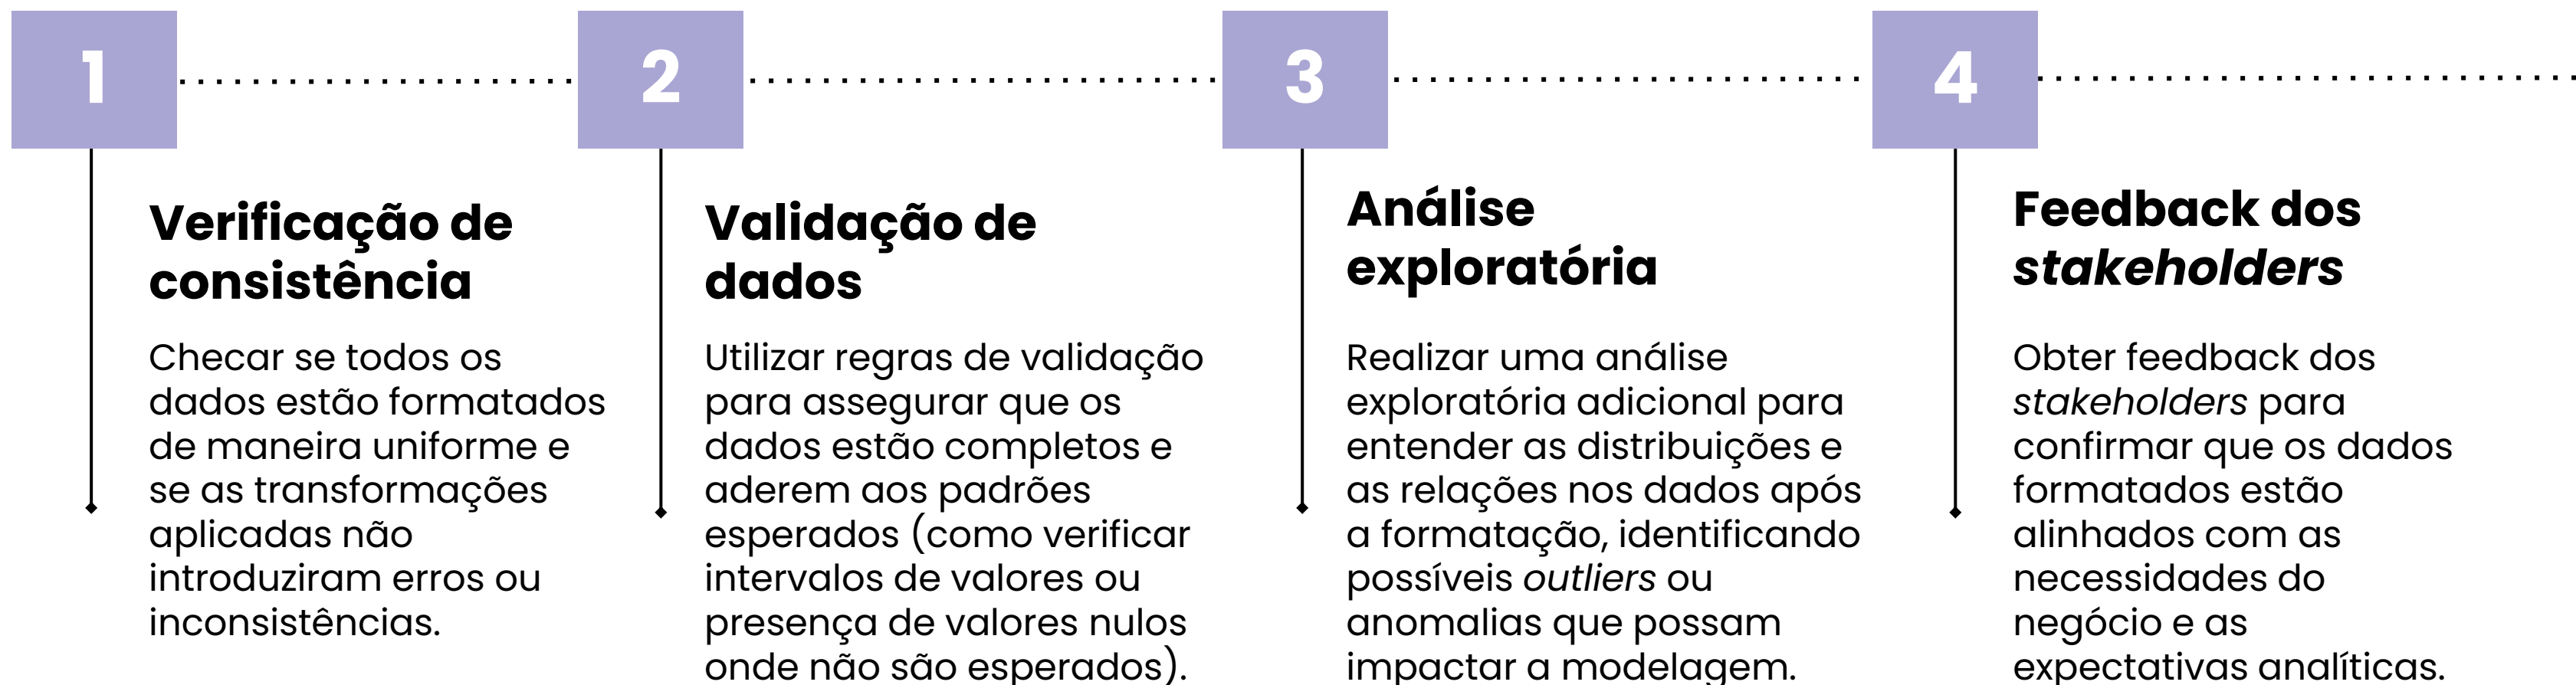 1
Verificação de
consistência
Checar se todos os
dados estão formatados
de maneira uniforme e
se as transformações
aplicadas não
introduziram erros ou
inconsistências.
2
Validação de
dados
Utilizar regras de validação
para assegurar que os
dados estão completos e
aderem aos padrões
esperados (como verificar
intervalos de valores ou
presença de valores nulos
onde não são esperados).
3
Análise
exploratória
Realizar uma análise
exploratória adicional para
entender as distribuições e
as relações nos dados após
a formatação, identificando
possíveis outliers ou
anomalias que possam
impactar a modelagem.
4
Feedback dos
stakeholders
Obter feedback dos
stakeholders para
confirmar que os dados
formatados estão
alinhados com as
necessidades do
negócio e as
expectativas analíticas.